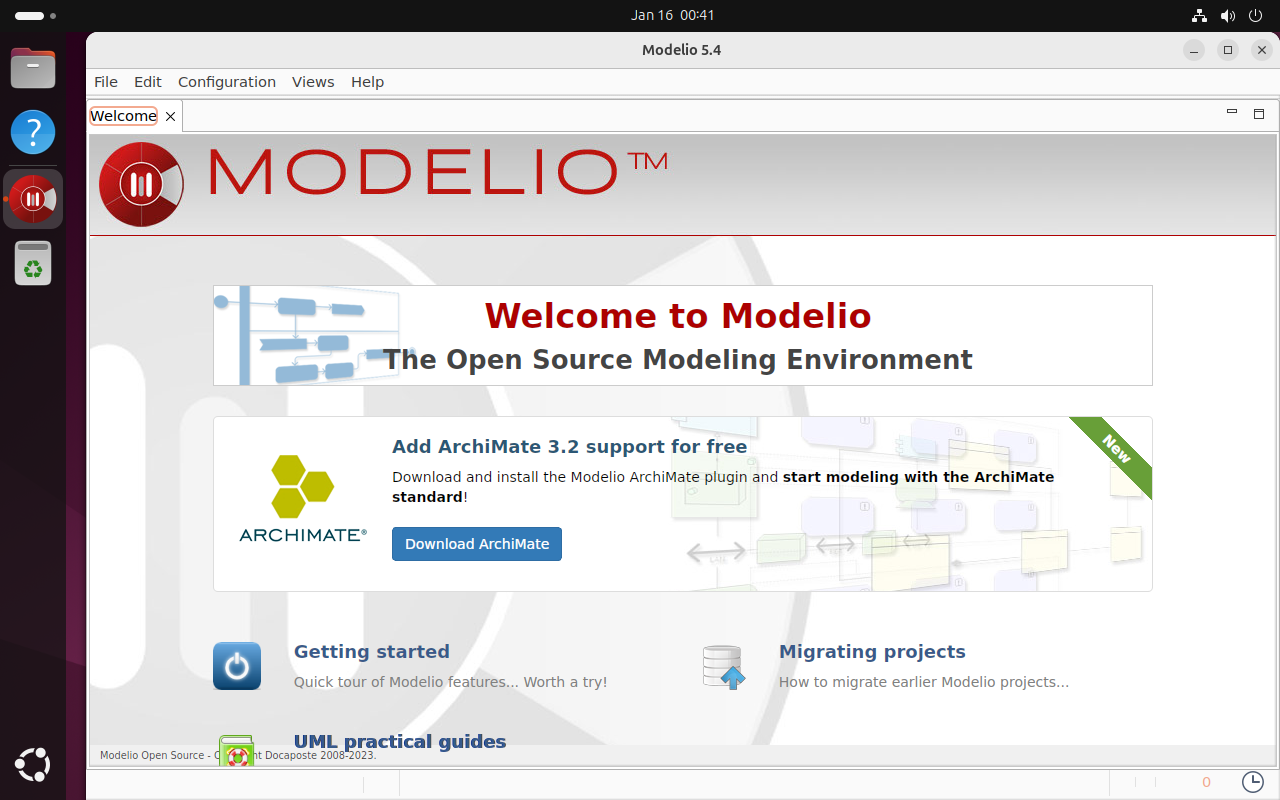 Jan 16 00:41
Modelio 5.4
File Edit Configuration Views Help
Welcome
MODELIO™
Welcome to Modelio
The Open Source Modeling Environment
New
Add ArchiMate 3.2 support for free
Download and install the Modelio ArchiMate plugin and start modeling with the ArchiMate
standard!
ARCHIMATE®
Download ArchiMate
Getting started
Quick tour of Modelio features... Worth a try!
Migrating projects
How to migrate earlier Modelio projects...
UML practical guides
Modelio Open Source - C nt Docaposte 2008-2023.
0